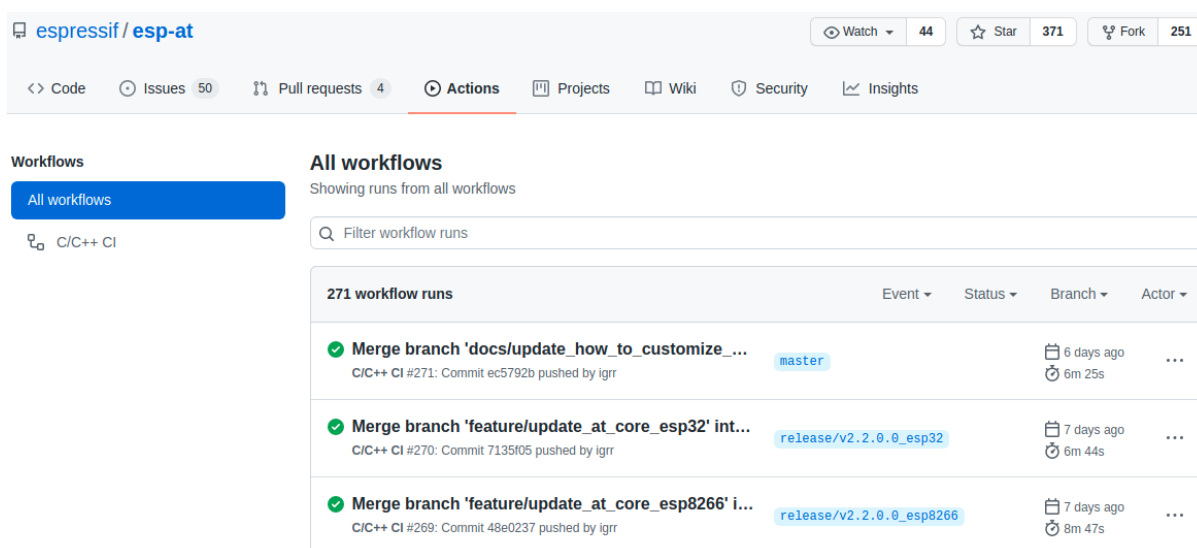 espressif / esp-at
Watch 44 Star 371 Fork 251
Code Issues 50 Pull requests 4 Actions Projects Wiki Security Insights
Workflows
All workflows
C/C++ CI
All workflows
Showing runs from all workflows
Filter workflow runs
271 workflow runs Event Status Branch Actor
Merge branch 'docs/update_how_to_customize_... master 6 days ago
C/C++ CI #271: Commit ec5792b pushed by igrr 6m 25s
Merge branch 'feature/update_at_core_esp32' int... release/v2.2.0.0_esp32 7 days ago
C/C++ CI #270: Commit 7135f05 pushed by igrr 6m 44s
Merge branch 'feature/update_at_core_esp8266' i... release/v2.2.0.0_esp8266 7 days ago
C/C++ CI #269: Commit 48e0237 pushed by igrr 8m 47s